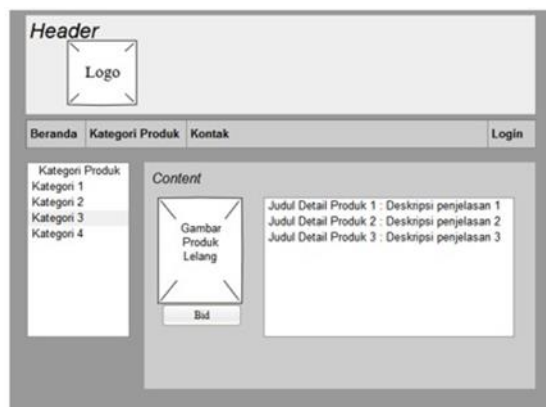 Header
Logo
Beranda Kategori Produk Kontak Login
Kategori Produk
Kategori 1
Kategori 2
Kategori 3
Kategori 4
Content
Gambar
Produk
Lelang
Bid
Judul Detail Produk 1 : Deskripsi penjelasan 1
Judul Detail Produk 2 : Deskripsi penjelasan 2
Judul Detail Produk 3 : Deskripsi penjelasan 3